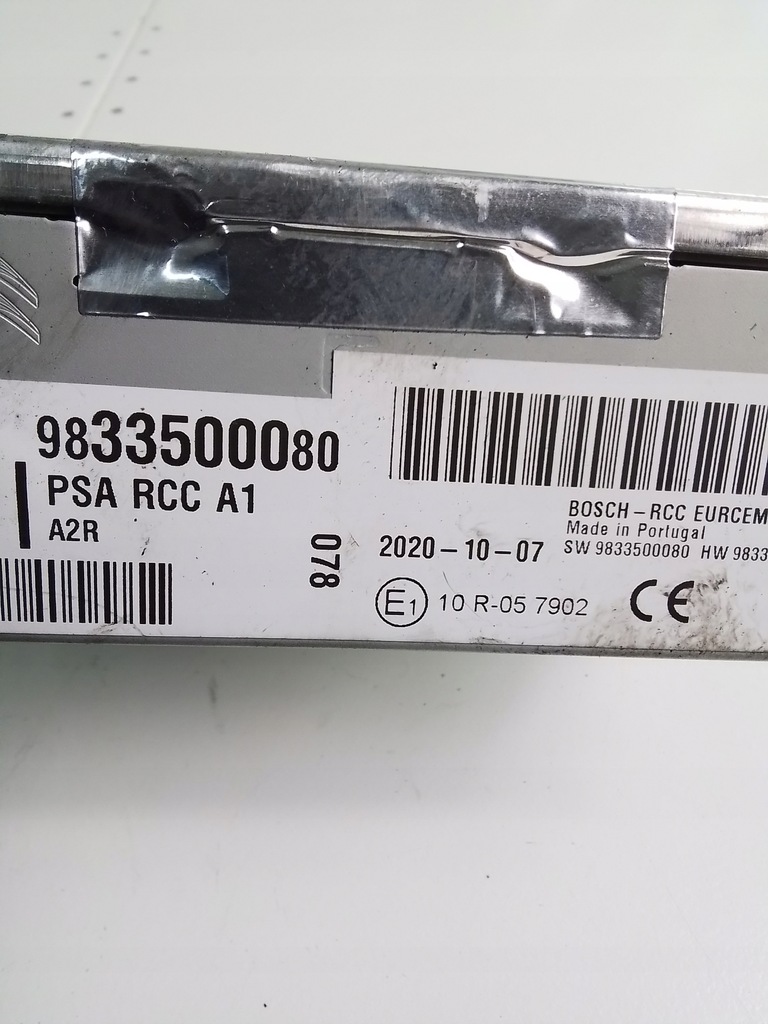 9833500080
PSA RCC A1
A2R
078
BOSCH-RCC EURCEM
Made in Portugal
2020-10-07
SW 9833500080 HW 9833
E1 10 R-05 7902 CE